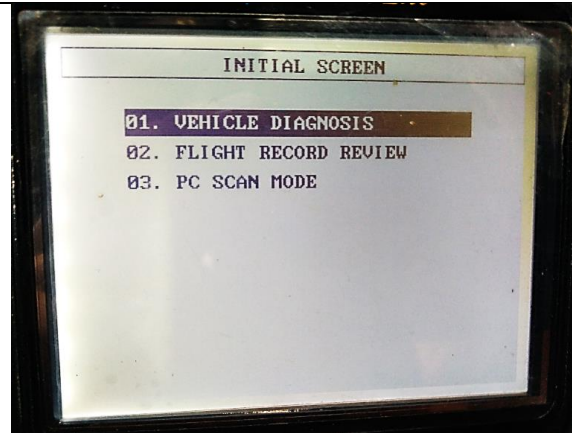 INITIAL SCREEN
01. VEHICLE DIAGNOSIS
02. FLIGHT RECORD REVIEW
03. PC SCAN MODE